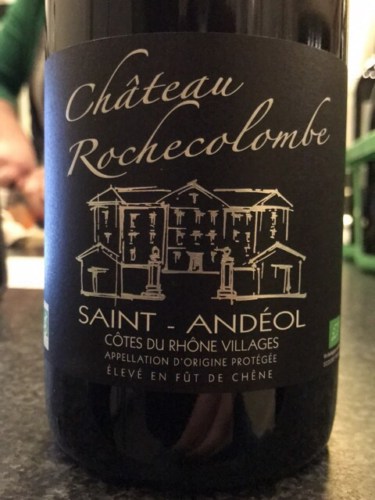 Château
Rochecolombe
SAINT - ANDÉOL
CÔTES DU RHÔNE VILLAGES
APPELLATION D'ORIGINE PROTÉGÉE
ÉLEVÉ EN FÛT DE CHÊNE